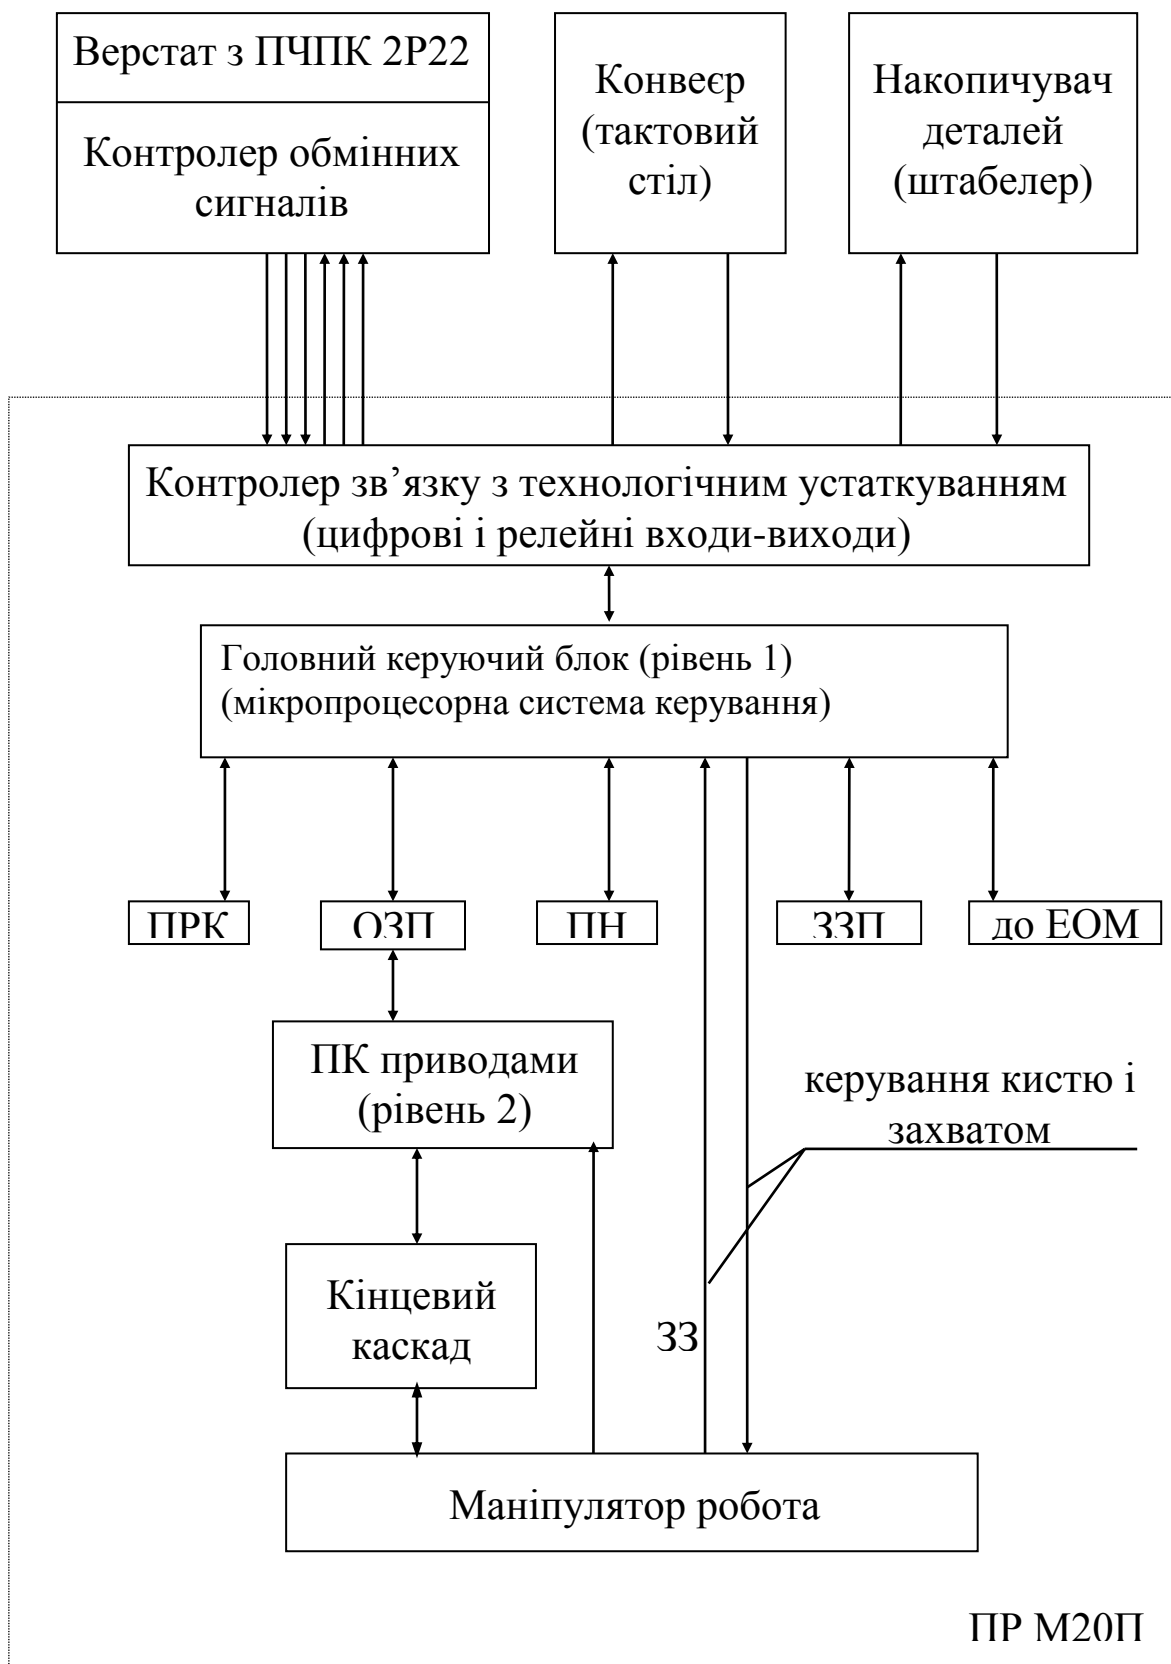 Верстат з ПЧПК 2Р22
Контролер обмінних
сигналів
Конвеєр
(тактовий
стіл)
Накопичувач
деталей
(штабелер)
Контролер зв’язку з технологічним устаткуванням
(цифрові і релейні входи-виходи)
Головний керуючий блок (рівень 1)
(мікропроцесорна система керування)
ПРК
ОЗП
ПН
ЗЗП
до ЕОМ
ПК приводами
(рівень 2)
керування кистю і
захватом
Кінцевий
каскад
ЗЗ
Маніпулятор робота
ПР М20П